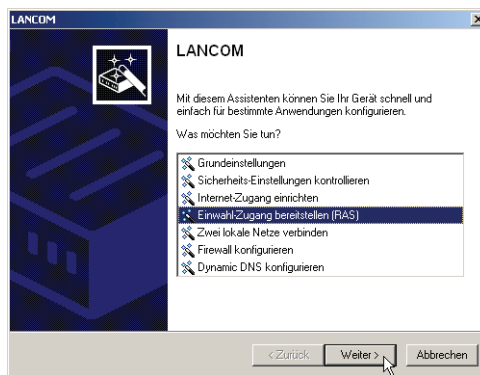 LANCOM
LANCOM
Mit diesem Assistenten können Sie Ihr Gerät schnell und
einfach für bestimmte Anwendungen konfigurieren.
Was möchten Sie tun?
Grundeinstellungen
Sicherheits-Einstellungen kontrollieren
Internet-Zugang einrichten
Einwahl-Zugang bereitstellen (RAS)
Zwei lokale Netze verbinden
Firewall konfigurieren
Dynamic DNS konfigurieren
< Zurück Weiter > Abbrechen